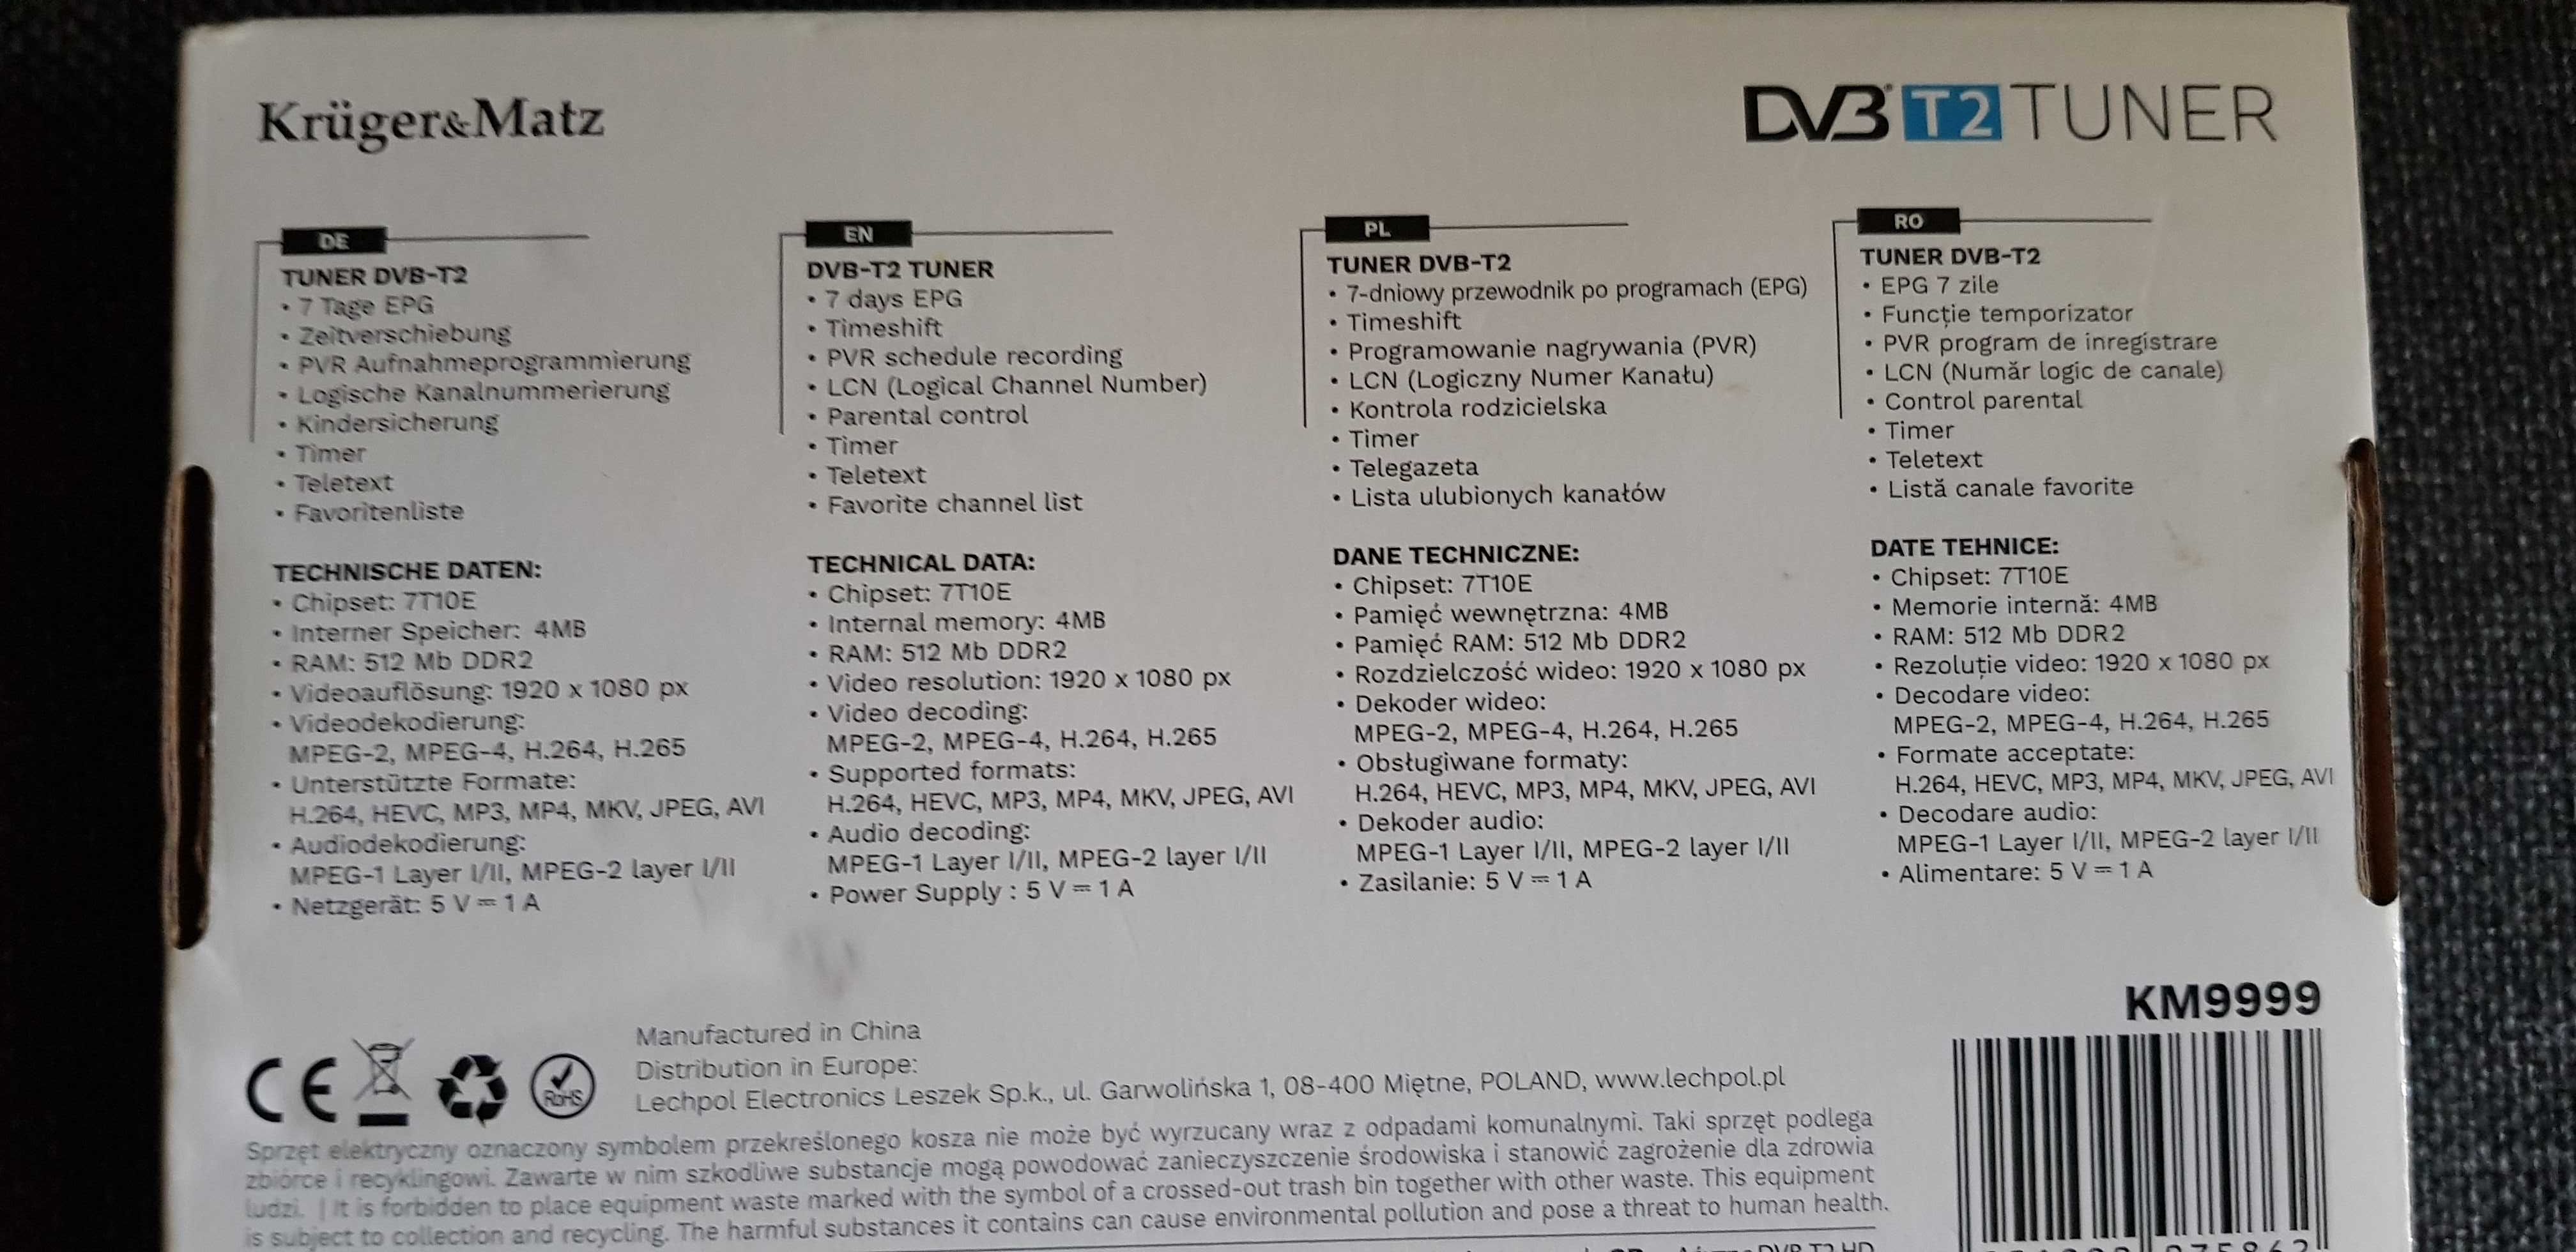 Krüger&Matz
DVB T2 TUNER
DE
TUNER DVB-T2
• 7 Tage EPG
• Zeitverschiebung
• PVR Aufnahmeprogrammierung
• Logische Kanalnummerierung
• Kindersicherung
• Timer
• Teletext
• Favoritenliste
TECHNISCHE DATEN:
• Chipset: 7T10E
• Interner Speicher: 4MB
• RAM: 512 Mb DDR2
• Videoauflösung: 1920 x 1080 px
• Videodekodierung:
MPEG-2, MPEG-4, H.264, H.265
• Unterstützte Formate:
H.264, HEVC, MP3, MP4, MKV, JPEG, AVI
• Audiodekodierung:
MPEG-1 Layer I/II, MPEG-2 layer I/II
• Netzgerät: 5 V ⎓ 1 A
EN
DVB-T2 TUNER
• 7 days EPG
• Timeshift
• PVR schedule recording
• LCN (Logical Channel Number)
• Parental control
• Timer
• Teletext
• Favorite channel list
TECHNICAL DATA:
• Chipset: 7T10E
• Internal memory: 4MB
• RAM: 512 Mb DDR2
• Video resolution: 1920 x 1080 px
• Video decoding:
MPEG-2, MPEG-4, H.264, H.265
• Supported formats:
H.264, HEVC, MP3, MP4, MKV, JPEG, AVI
• Audio decoding:
MPEG-1 Layer I/II, MPEG-2 layer I/II
• Power Supply : 5 V ⎓ 1 A
PL
TUNER DVB-T2
• 7-dniowy przewodnik po programach (EPG)
• Timeshift
• Programowanie nagrywania (PVR)
• LCN (Logiczny Numer Kanału)
• Kontrola rodzicielska
• Timer
• Telegazeta
• Lista ulubionych kanałów
DANE TECHNICZNE:
• Chipset: 7T10E
• Pamięć wewnętrzna: 4MB
• Pamięć RAM: 512 Mb DDR2
• Rozdzielczość wideo: 1920 x 1080 px
• Dekoder wideo:
MPEG-2, MPEG-4, H.264, H.265
• Obsługiwane formaty:
H.264, HEVC, MP3, MP4, MKV, JPEG, AVI
• Dekoder audio:
MPEG-1 Layer I/II, MPEG-2 layer I/II
• Zasilanie: 5 V ⎓ 1 A
RO
TUNER DVB-T2
• EPG 7 zile
• Funcție temporizator
• PVR program de inregistrare
• LCN (Număr logic de canale)
• Control parental
• Timer
• Teletext
• Listă canale favorite
DATE TEHNICE:
• Chipset: 7T10E
• Memorie internă: 4MB
• RAM: 512 Mb DDR2
• Rezoluție video: 1920 x 1080 px
• Decodare video:
MPEG-2, MPEG-4, H.264, H.265
• Formate acceptate:
H.264, HEVC, MP3, MP4, MKV, JPEG, AVI
• Decodare audio:
MPEG-1 Layer I/II, MPEG-2 layer I/II
• Alimentare: 5 V ⎓ 1 A
KM9999
CE
RoHS
Manufactured in China
Distribution in Europe:
Lechpol Electronics Leszek Sp.k., ul. Garwolińska 1, 08-400 Miętne, POLAND, www.lechpol.pl
Sprzęt elektryczny oznaczony symbolem przekreślonego kosza nie może być wyrzucany wraz z odpadami komunalnymi. Taki sprzęt podlega
zbiórce i recyklingowi. Zawarte w nim szkodliwe substancje mogą powodować zanieczyszczenie środowiska i stanowić zagrożenie dla zdrowia
ludzi. | It is forbidden to place equipment waste marked with the symbol of a crossed-out trash bin together with other waste. This equipment
is subject to collection and recycling. The harmful substances it contains can cause environmental pollution and pose a threat to human health.
DVB-T2 HD